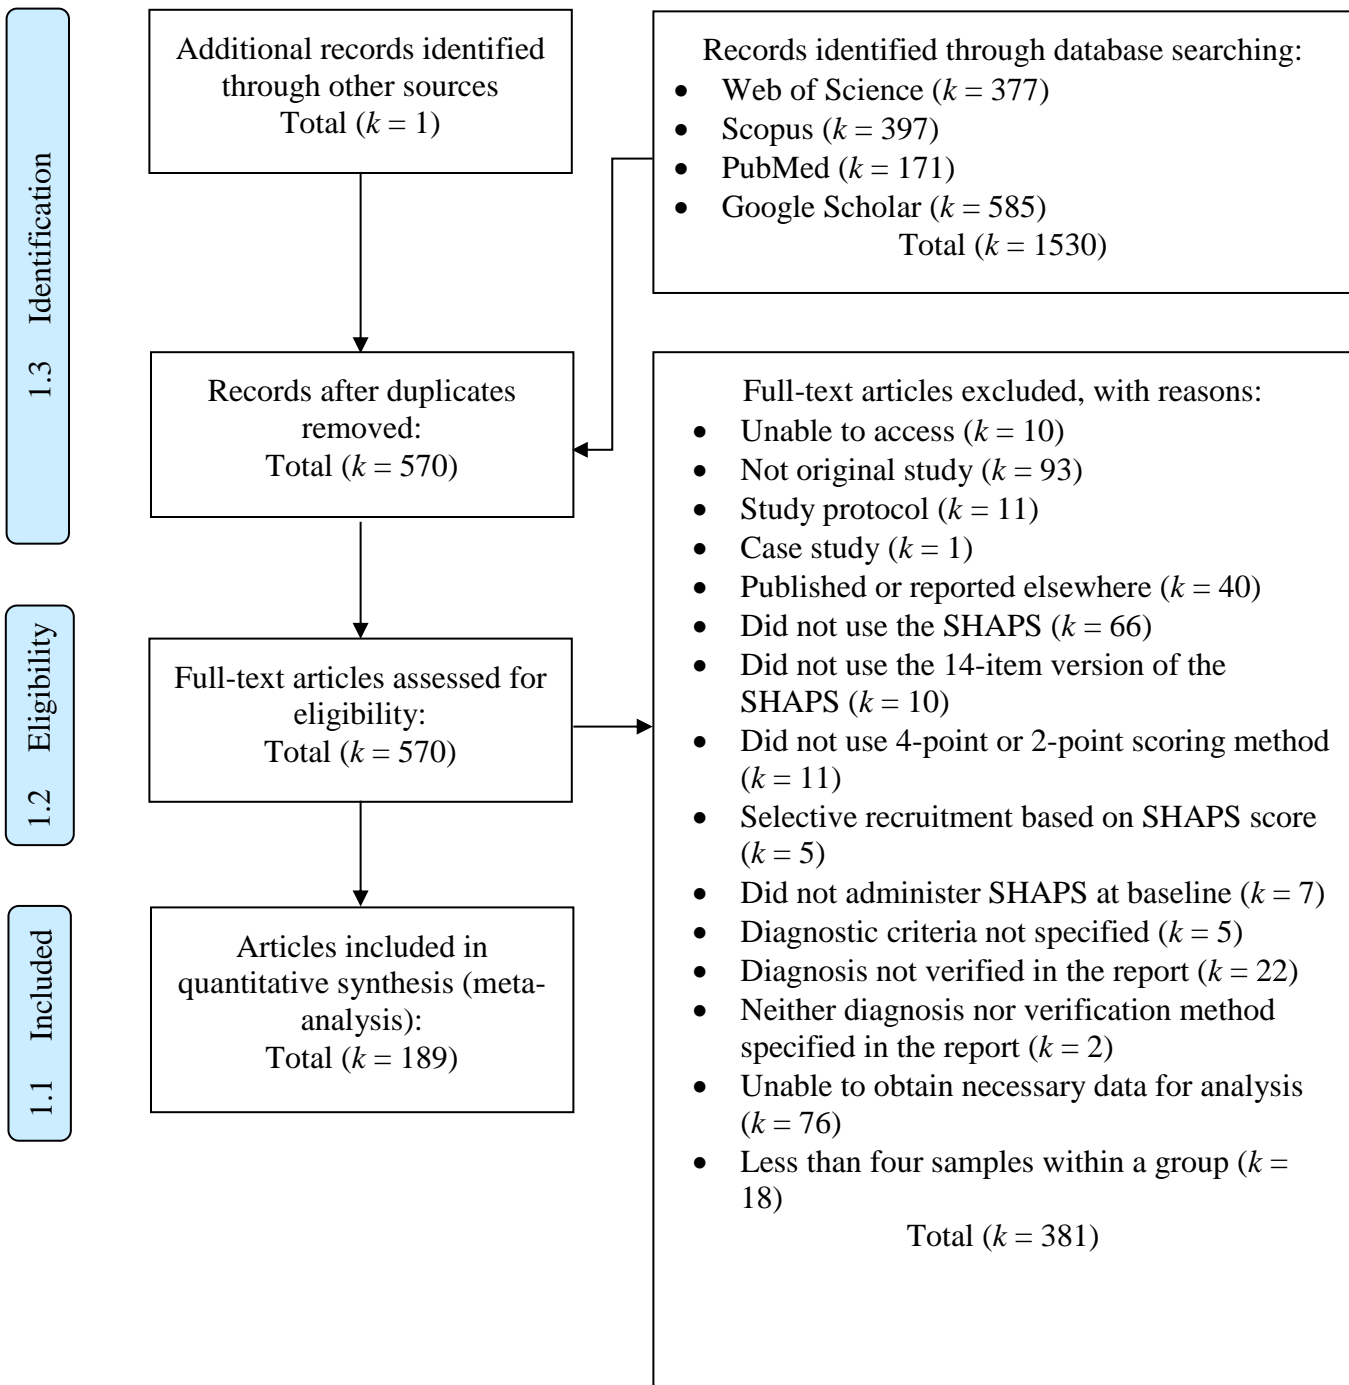 1.3 Identification
Additional records identified
through other sources
Total (k = 1)
Records identified through database searching:
• Web of Science (k = 377)
• Scopus (k = 397)
• PubMed (k = 171)
• Google Scholar (k = 585)
Total (k = 1530)
Records after duplicates
removed:
Total (k = 570)
1.2 Eligibility
Full-text articles assessed for
eligibility:
Total (k = 570)
Full-text articles excluded, with reasons:
• Unable to access (k = 10)
• Not original study (k = 93)
• Study protocol (k = 11)
• Case study (k = 1)
• Published or reported elsewhere (k = 40)
• Did not use the SHAPS (k = 66)
• Did not use the 14-item version of the
SHAPS (k = 10)
• Did not use 4-point or 2-point scoring method
(k = 11)
• Selective recruitment based on SHAPS score
(k = 5)
• Did not administer SHAPS at baseline (k = 7)
• Diagnostic criteria not specified (k = 5)
• Diagnosis not verified in the report (k = 22)
• Neither diagnosis nor verification method
specified in the report (k = 2)
• Unable to obtain necessary data for analysis
(k = 76)
• Less than four samples within a group (k =
18)
Total (k = 381)
1.1 Included
Articles included in
quantitative synthesis (meta-
analysis):
Total (k = 189)